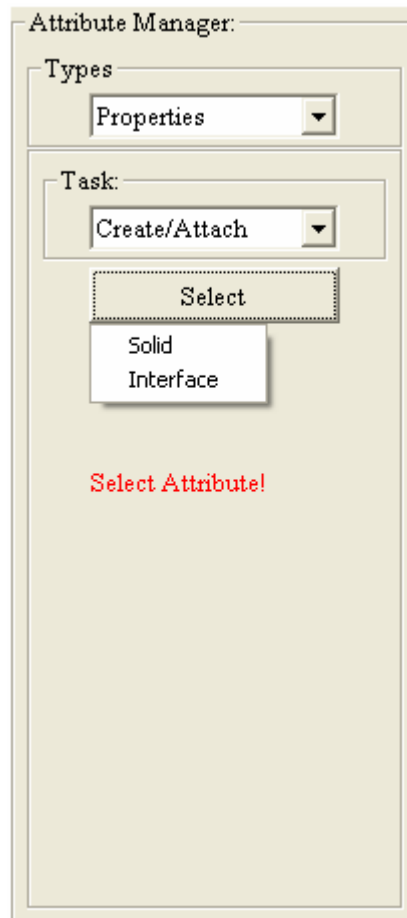 Attribute Manager:
Types
Properties
Task:
Create/Attach
Select
Solid
Interface
Select Attribute!